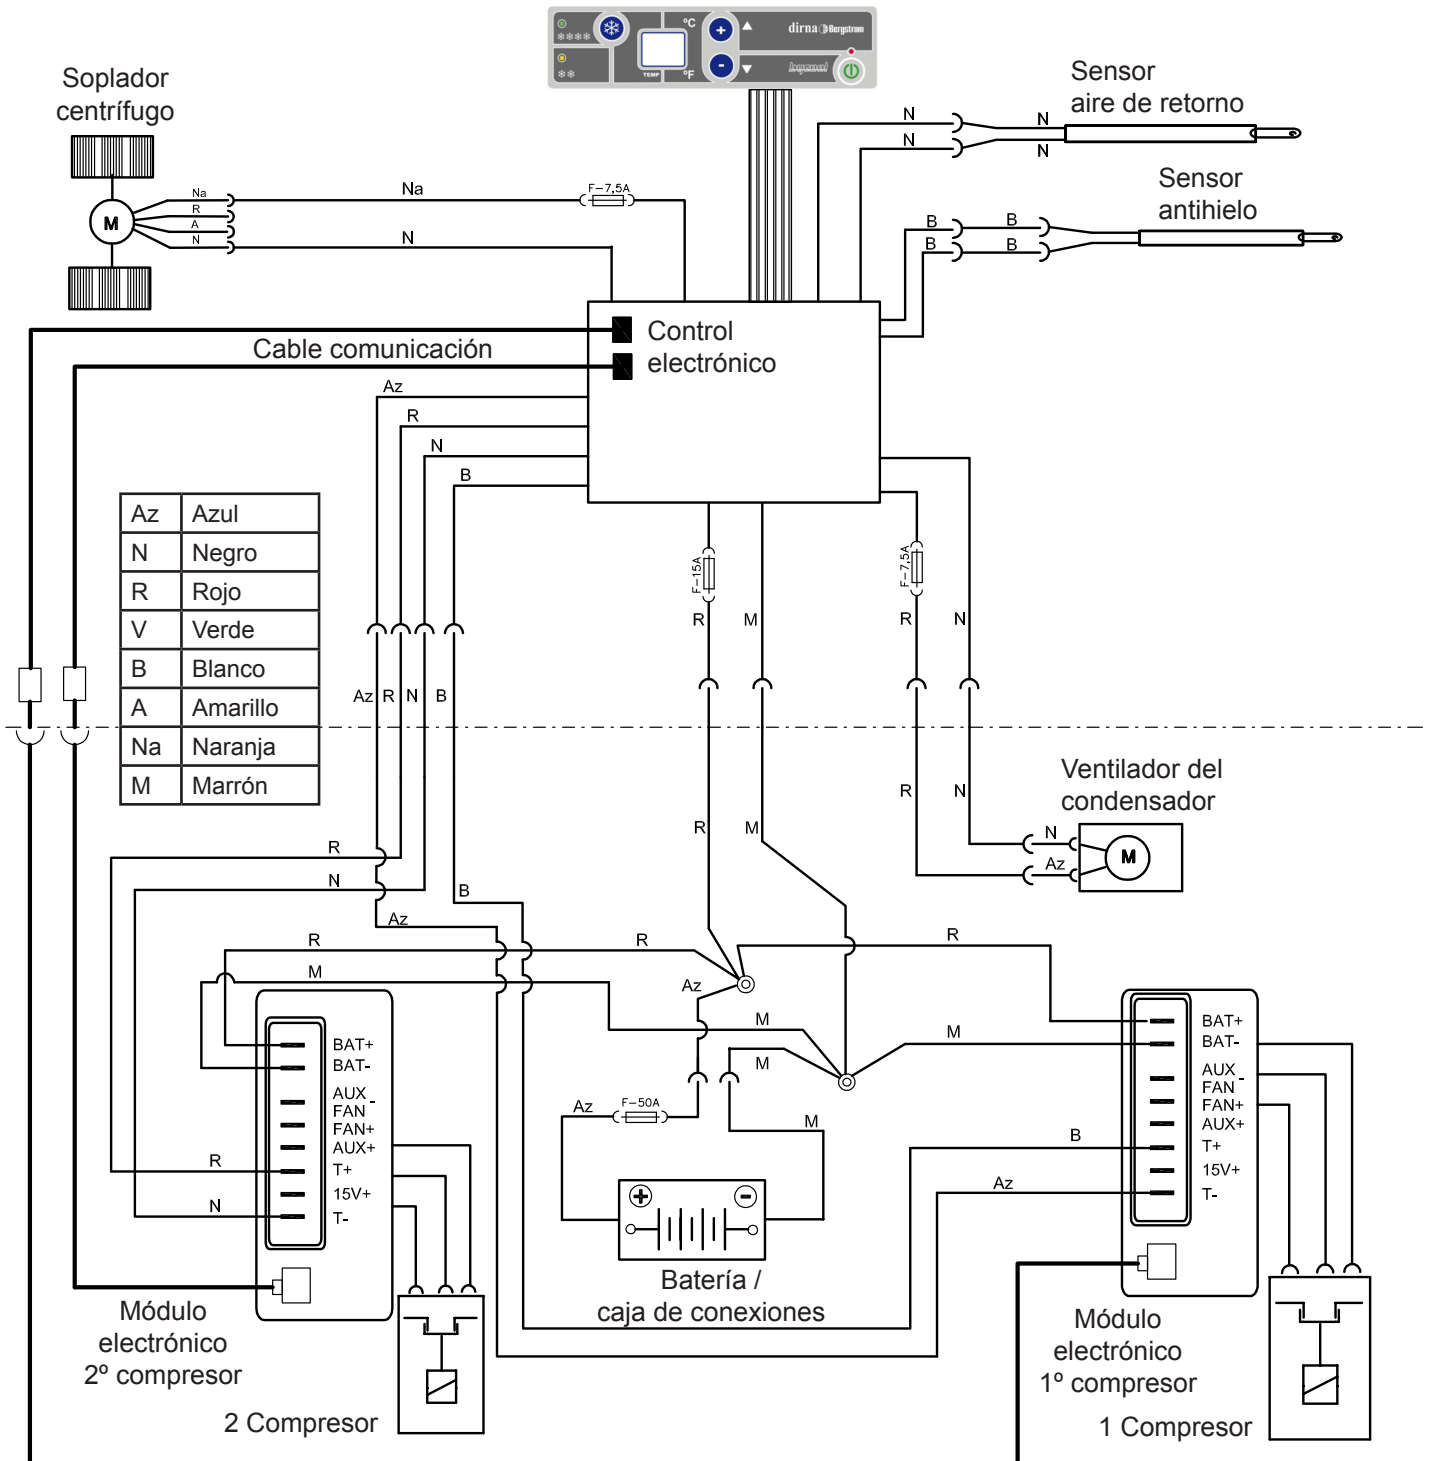 °C
dirna Bergstrom
TEMP
°F
bycool
Soplador
centrífugo
Sensor
aire de retorno
N
N
N
N
Sensor
antihielo
B
B
B
B
Na
R
A
N
M
Na
F-7,5A
N
Control
electrónico
Cable comunicación
Az
R
N
B
Az Azul
N Negro
R Rojo
V Verde
B Blanco
A Amarillo
Na Naranja
M Marrón
F-15A
F-7,5A
R
M
R
N
Az
R
N
B
R
N
Ventilador del
condensador
R
M
N
Az
M
R
N
B
Az
R
R
R
M
Az
M
M
M
BAT+
BAT-
AUX -
FAN
FAN+
AUX+
T+
15V+
T-
BAT+
BAT-
AUX -
FAN
FAN+
AUX+
T+
15V+
T-
Az
F-50A
M
B
Az
R
N
+
-
Batería /
caja de conexiones
Módulo
electrónico
2º compresor
2 Compresor
Módulo
electrónico
1º compresor
1 Compresor